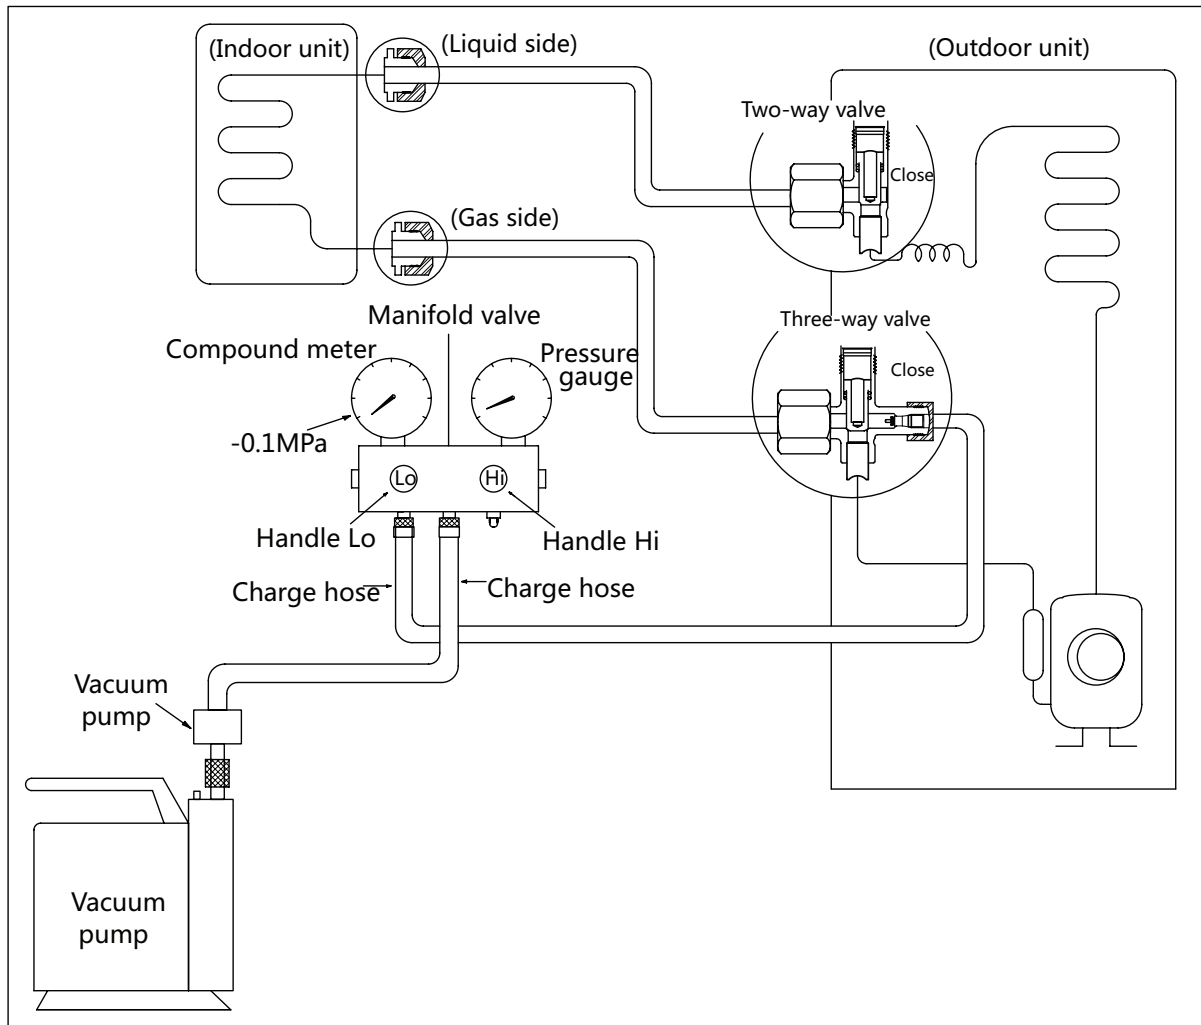 (Indoor unit)
(Liquid side)
(Outdoor unit)
Two-way valve
Close
(Gas side)
Manifold valve
Three-way valve
Compound meter
Pressure
gauge
Close
-0.1MPa
Lo
Hi
Handle Lo
Handle Hi
Charge hose
Charge hose
Vacuum
pump
Vacuum
pump